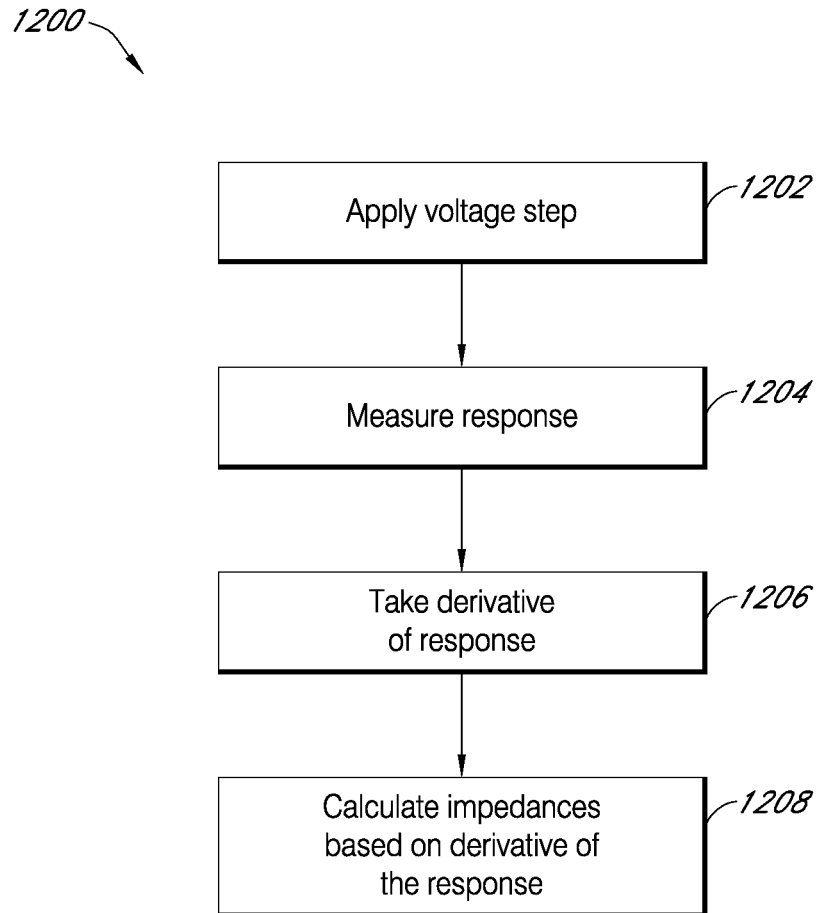 1200
Apply voltage step
1202
Measure response
1204
Take derivative
of response
1206
Calculate impedances
based on derivative of
the response
1208